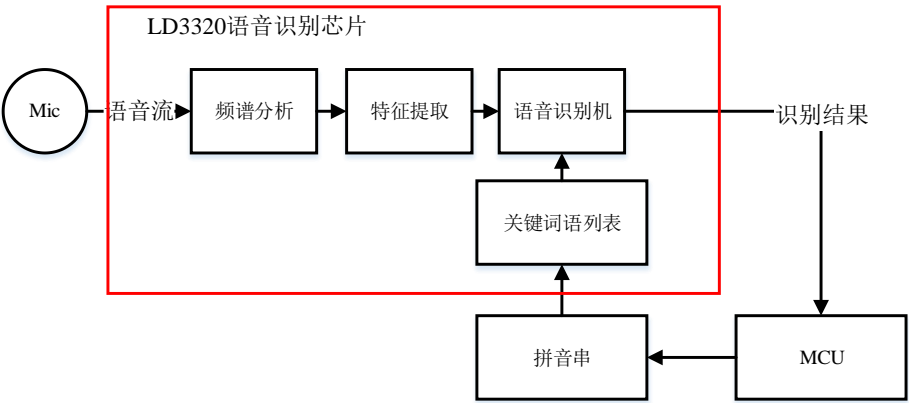 LD3320语音识别芯片
Mic
语音流
频谱分析
特征提取
语音识别机
识别结果
关键词语列表
拼音串
MCU